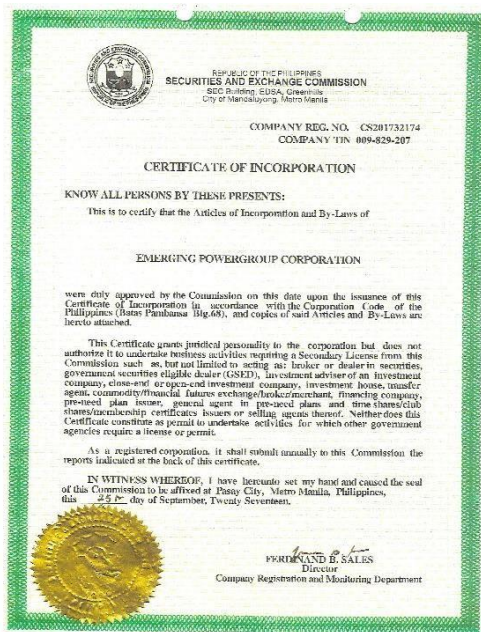 REPUBLIC OF THE PHILIPPINES
SECURITIES AND EXCHANGE COMMISSION
SEC Building, EDSA, Greenhills
City of Mandaluyong, Metro Manila
COMPANY REG. NO. CS201732174
COMPANY TIN 009-829-207
CERTIFICATE OF INCORPORATION
KNOW ALL PERSONS BY THESE PRESENTS:
This is to certify that the Articles of Incorporation and By-Laws of
EMERGING POWERGROUP CORPORATION
were duly approved by the Commission on this date upon the issuance of this
Certificate of Incorporation in accordance with the Corporation Code of the
Philippines (Batas Pambansa Blg.68), and copies of said Articles and By-Laws are
hereto attached.
This Certificate grants juridical personality to the corporation but does not
authorize it to undertake business activities requiring a Secondary License from this
Commission such as, but not limited to acting as: broker or dealer in securities,
government securities eligible dealer (GSED), investment adviser of an investment
company, close-end or open-end investment company, investment house, transfer
agent, commodity/financial futures exchange/broker/merchant, financing company,
pre-need plan issuer, general agent in pre-need plans and time shares/club
shares/membership certificates issuers or selling agents thereof. Neither does this
Certificate constitute as permit to undertake activities for which other government
agencies require a license or permit.
As a registered corporation, it shall submit annually to this Commission the
reports indicated at the back of this certificate.
IN WITNESS WHEREOF, I have hereunto set my hand and caused the seal
of this Commission to be affixed at Pasay City, Metro Manila, Philippines,
this 25th day of September, Twenty Seventeen.
FERDINAND B. SALES
Director
Company Registration and Monitoring Department